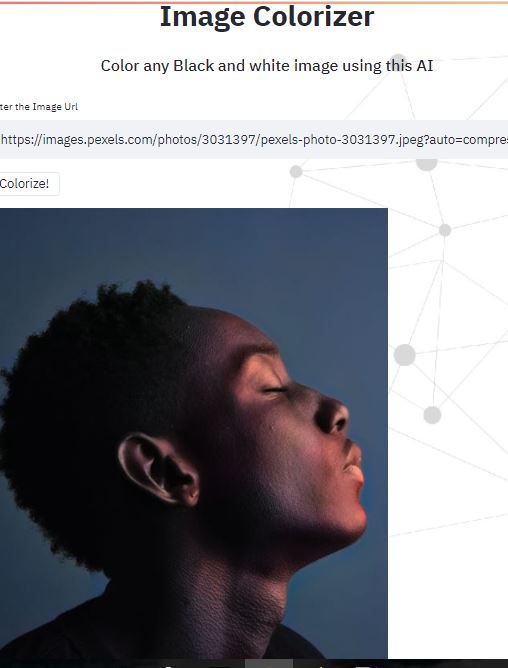 Image Colorizer
Color any Black and white image using this AI
ter the Image Url
https://images.pexels.com/photos/3031397/pexels-photo-3031397.jpeg?auto=compres
Colorize!